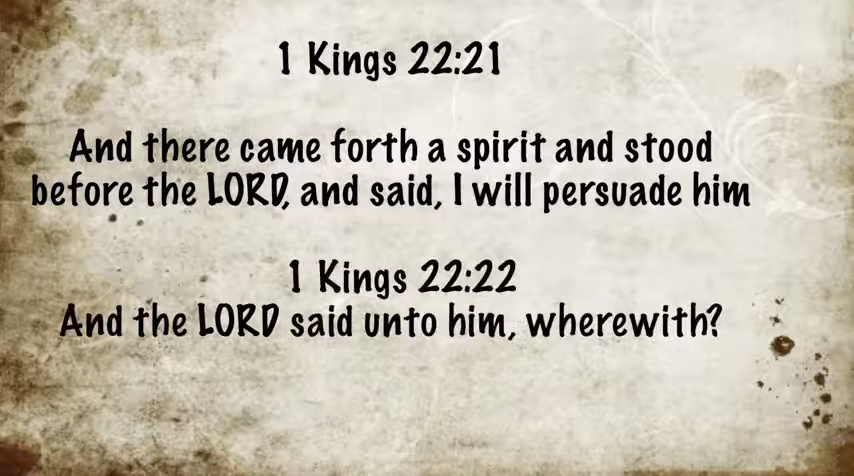 1 Kings 22:21
And there came forth a spirit and stood
before the LORD, and said, I will persuade him
1 Kings 22:22
And the LORD said unto him, wherewith?